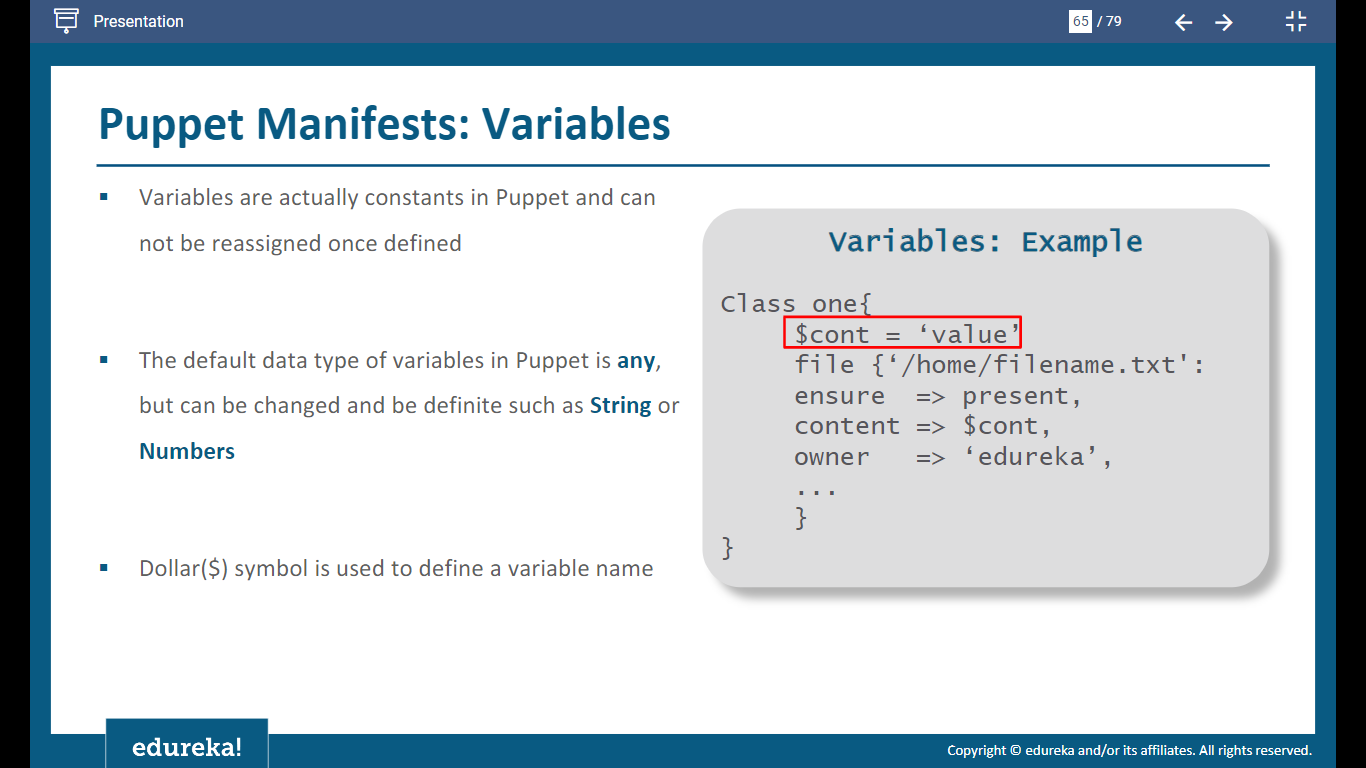 Presentation
65 / 79
Puppet Manifests: Variables
▪ Variables are actually constants in Puppet and can
not be reassigned once defined
▪ The default data type of variables in Puppet is any,
but can be changed and be definite such as String or
Numbers
▪ Dollar($) symbol is used to define a variable name
Variables: Example
Class one{
$cont = ‘value’
file {‘/home/filename.txt':
ensure => present,
content => $cont,
owner => ‘edureka’,
...
}
}
edureka!
Copyright © edureka and/or its affiliates. All rights reserved.